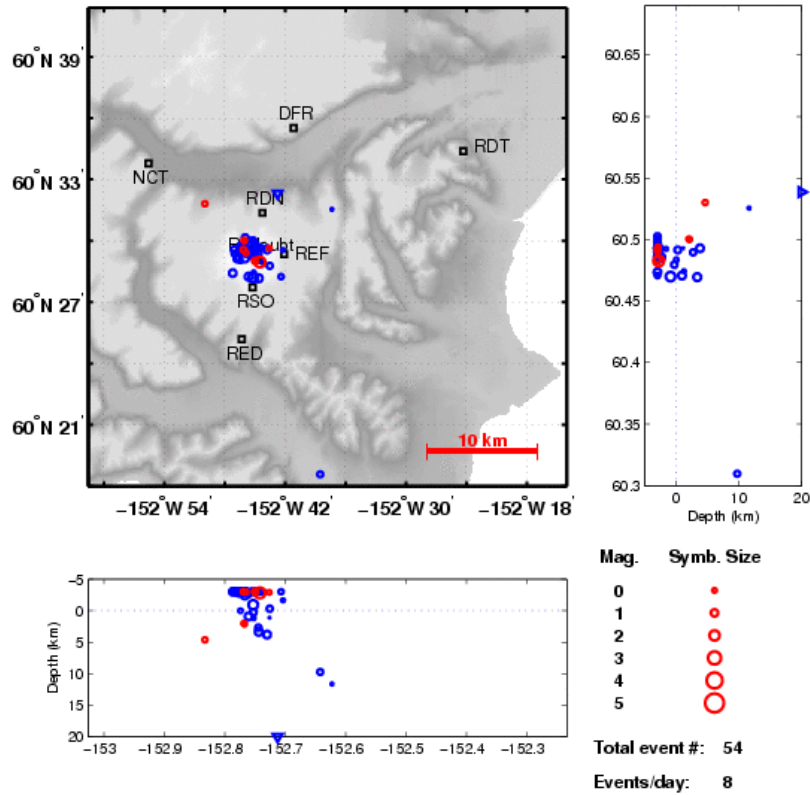 60°N 39'
60°N 33'
60°N 27'
60°N 21'
DFR
RDT
NCT
RDN
REF
RSO
RED
10 km
−152°W 54'
−152°W 42'
−152°W 30'
−152°W 18'
60.65
60.6
60.55
60.5
60.45
60.4
60.35
60.3
0
10
20
Depth (km)
−5
0
5
10
15
20
Depth (km)
−153
−152.9
−152.8
−152.7
−152.6
−152.5
−152.4
−152.3
Mag. Symb. Size
0
1
2
3
4
5
Total event #: 54
Events/day: 8